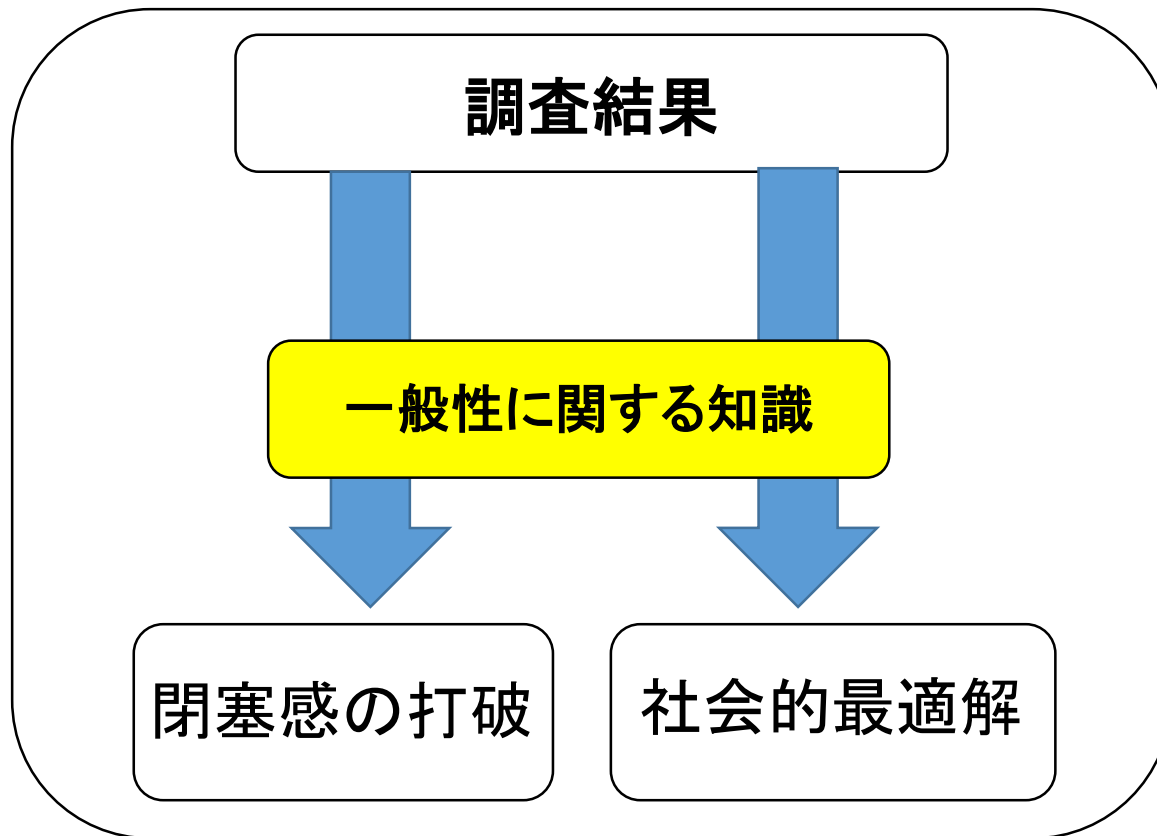 調査結果
一般性に関する知識
閉塞感の打破
社会的最適解